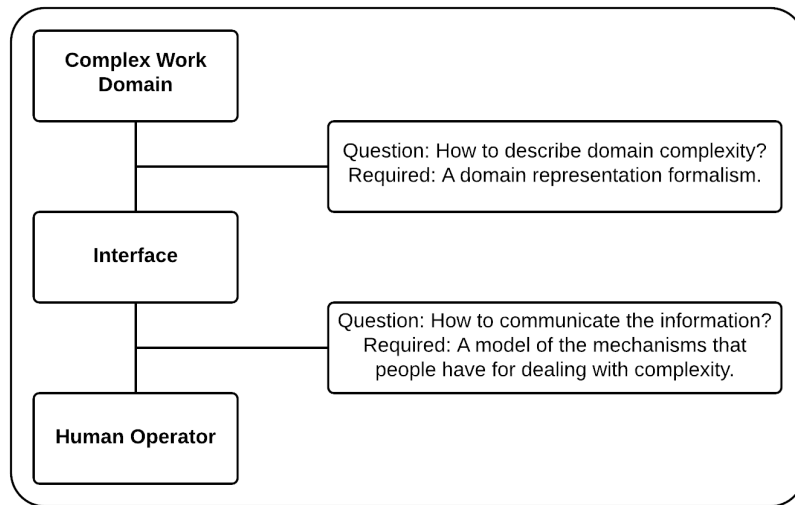 Complex Work
Domain
Question: How to describe domain complexity?
Required: A domain representation formalism.
Interface
Question: How to communicate the information?
Required: A model of the mechanisms that
people have for dealing with complexity.
Human Operator